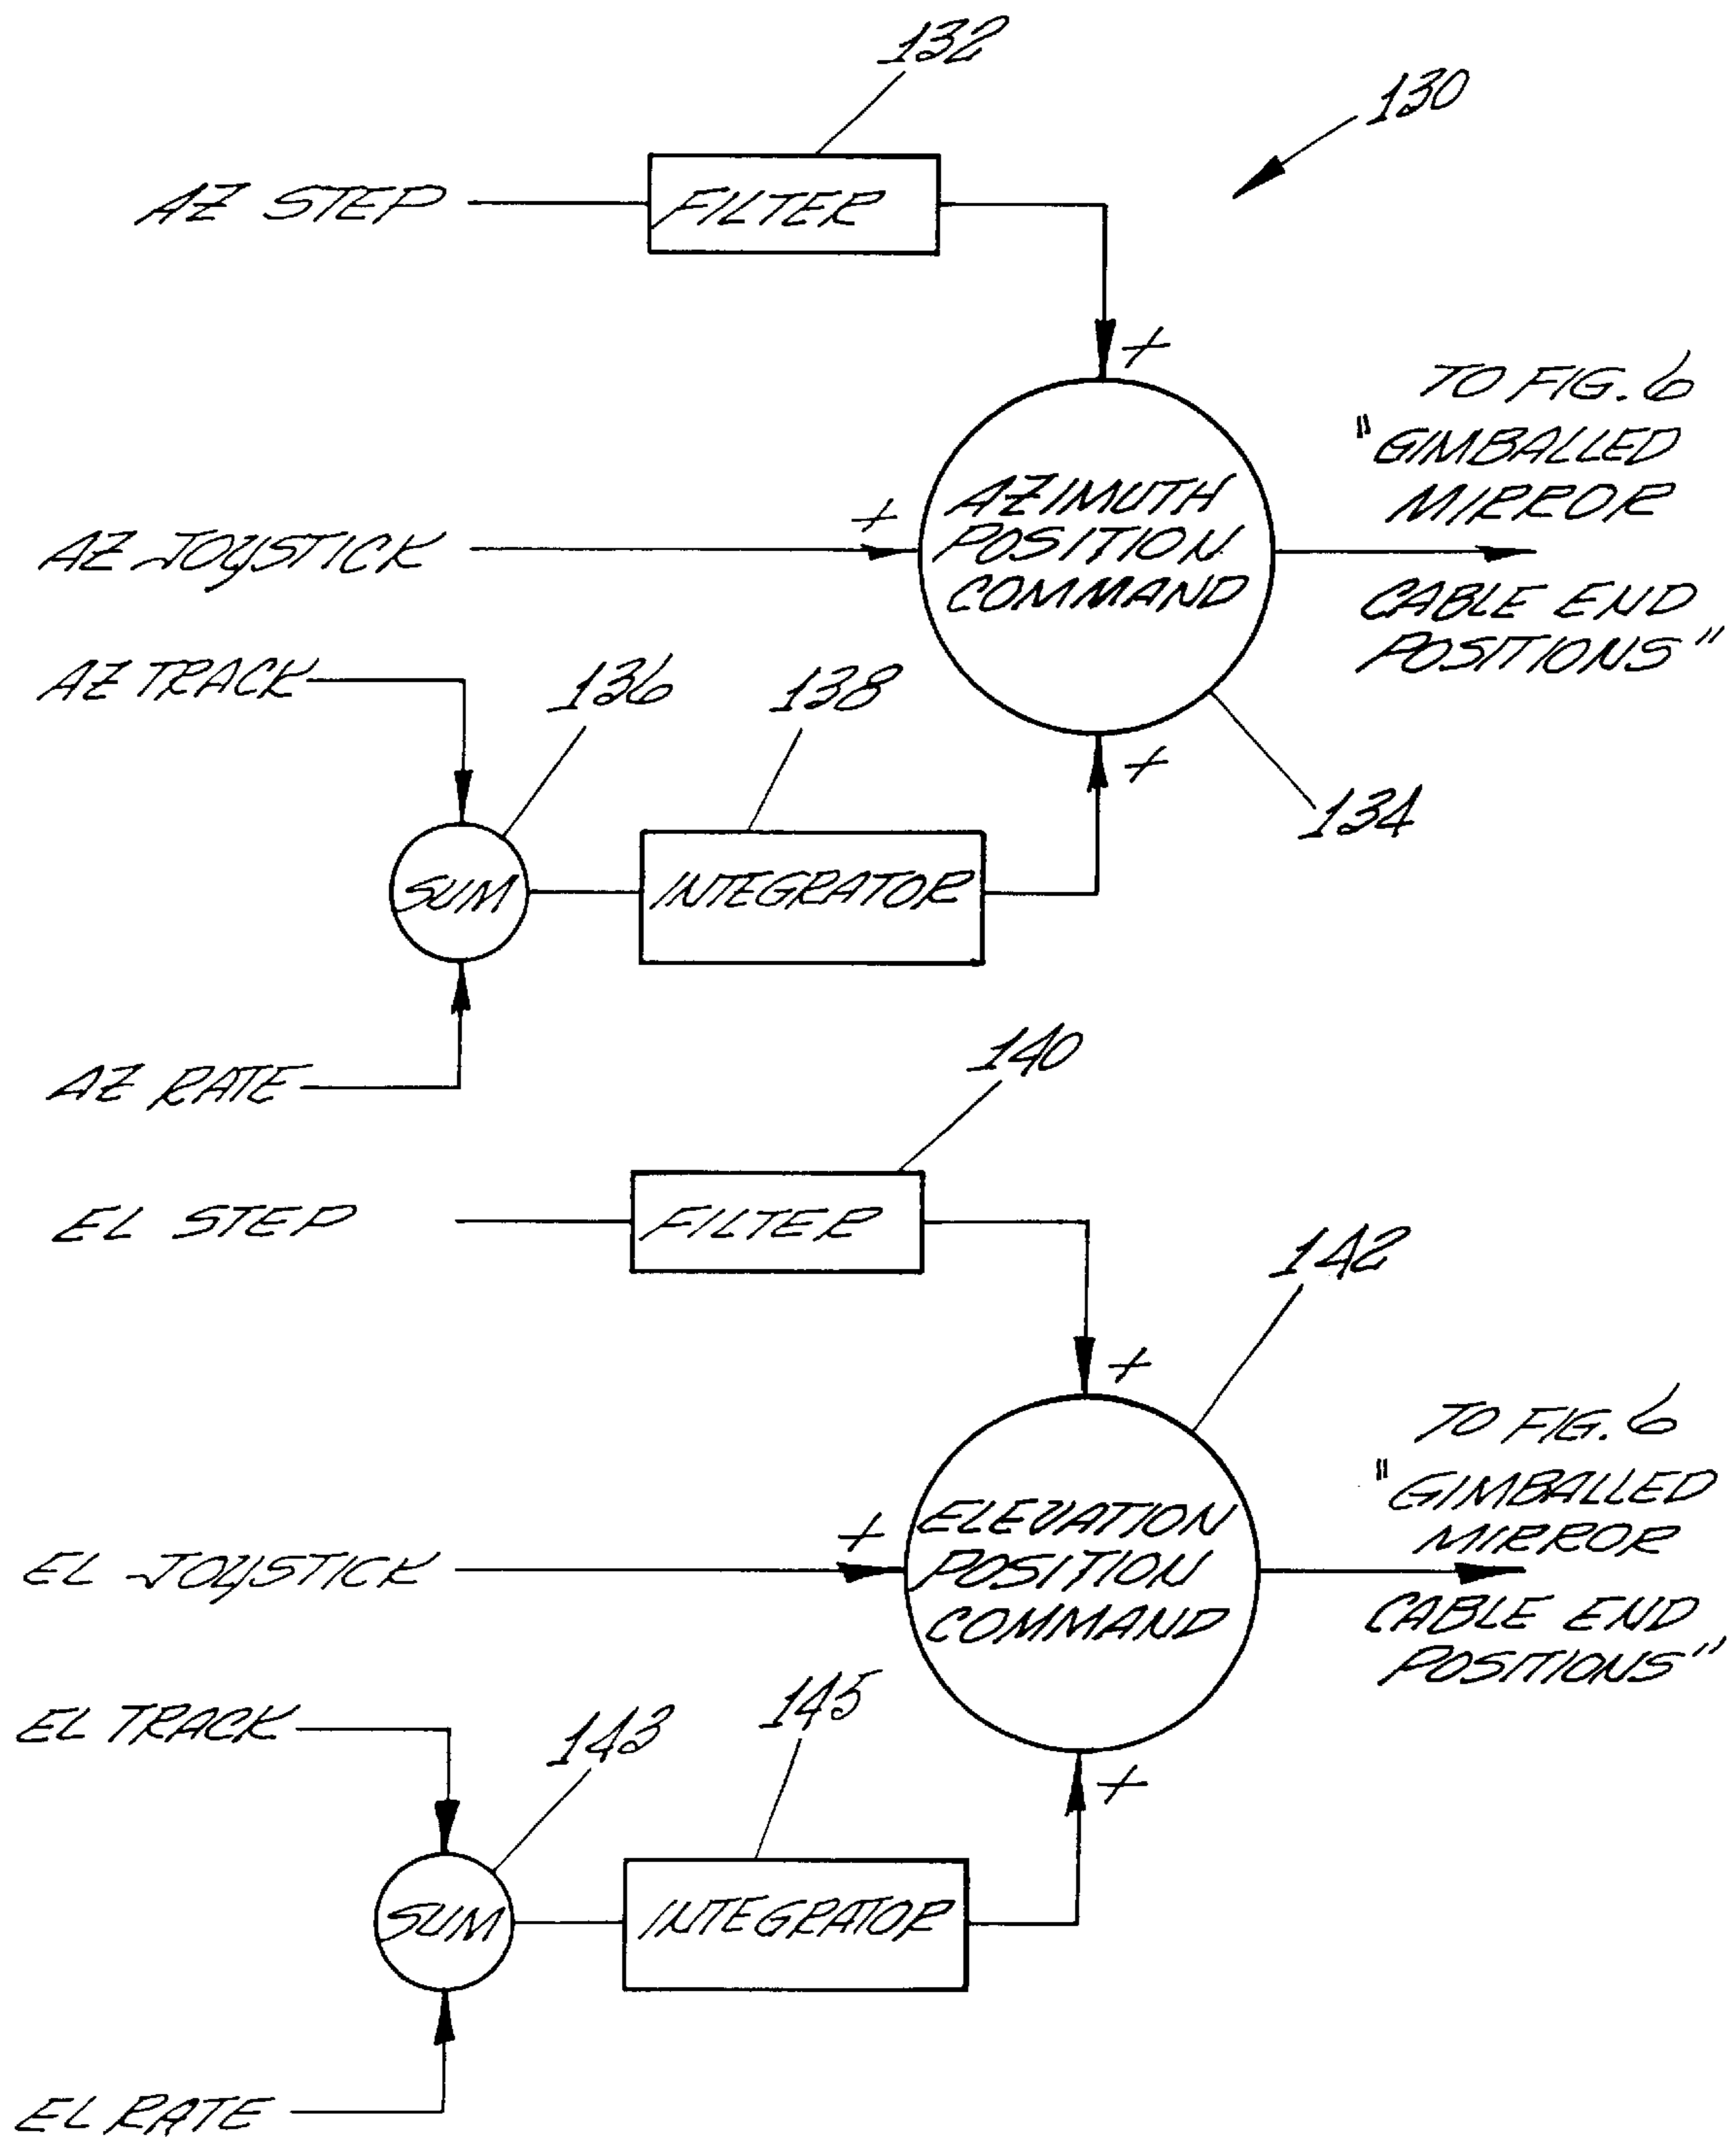 132
130
AZ STEP
FILTER
+
TO FIG. 6
"GIMBALLED
MIRROR
CABLE END
POSITIONS"
AZ JOYSTICK
+
AZIMUTH
POSITION
COMMAND
AZ TRACK
136
138
+
134
SUM
INTEGRATOR
AZ RATE
140
EL STEP
FILTER
142
+
TO FIG. 6
"GIMBALLED
MIRROR
CABLE END
POSITIONS"
EL JOYSTICK
+
ELEVATION
POSITION
COMMAND
EL TRACK
143
145
+
SUM
INTEGRATOR
EL RATE